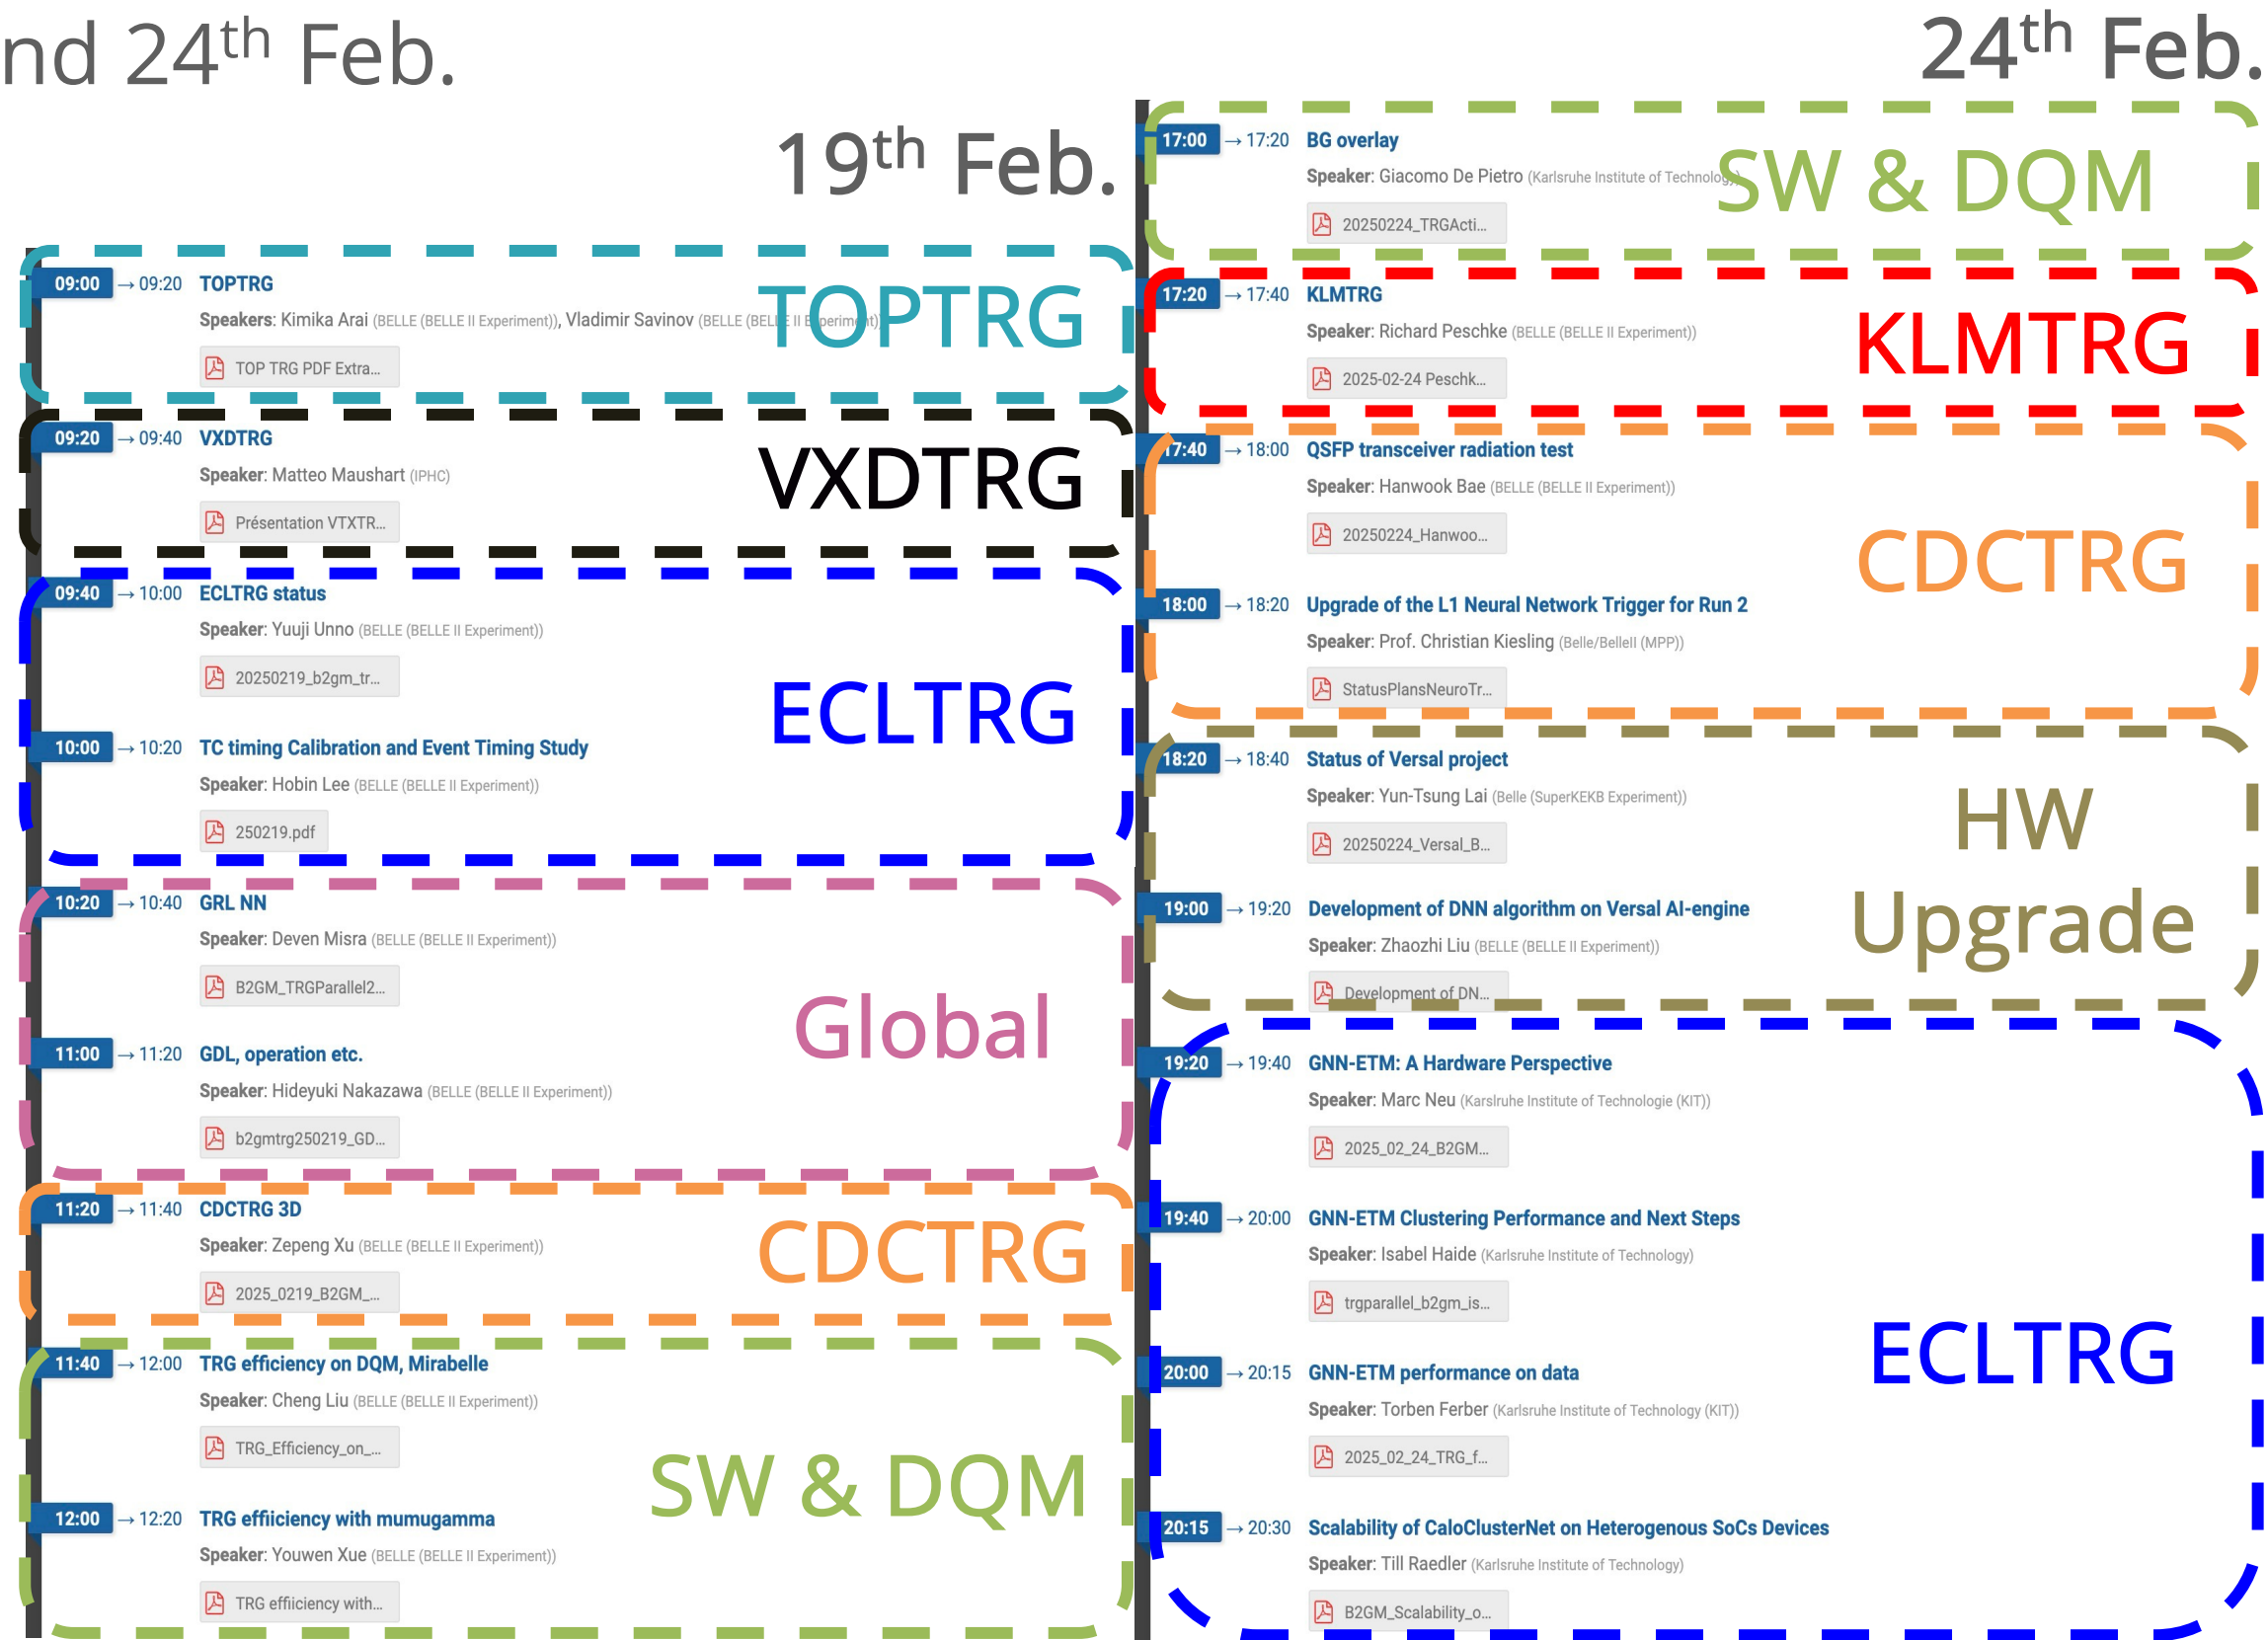 nd 24th Feb.
19th Feb.
09:00 → 09:20 TOPTRG
Speakers: Kimika Arai (BELLE (BELLE II Experiment)), Vladimir Savinov (BELLE (BELLE II Experiment))
TOP TRG PDF Extra...
TOPTRG
09:20 → 09:40 VXDTRG
Speaker: Matteo Maushart (IPHC)
Présentation VTXTR...
VXDTRG
09:40 → 10:00 ECLTRG status
Speaker: Yuuji Unno (BELLE (BELLE II Experiment))
20250219_b2gm_tr...
10:00 → 10:20 TC timing Calibration and Event Timing Study
Speaker: Hobin Lee (BELLE (BELLE II Experiment))
250219.pdf
ECLTRG
10:20 → 10:40 GRL NN
Speaker: Deven Misra (BELLE (BELLE II Experiment))
B2GM_TRGParallel2...
11:00 → 11:20 GDL, operation etc.
Speaker: Hideyuki Nakazawa (BELLE (BELLE II Experiment))
b2gmtrg250219_GD...
Global
11:20 → 11:40 CDCTRG 3D
Speaker: Zepeng Xu (BELLE (BELLE II Experiment))
2025_0219_B2GM_...
CDCTRG
11:40 → 12:00 TRG efficiency on DQM, Mirabelle
Speaker: Cheng Liu (BELLE (BELLE II Experiment))
TRG_Efficiency_on_...
12:00 → 12:20 TRG effiiciency with mumugamma
Speaker: Youwen Xue (BELLE (BELLE II Experiment))
TRG effiiciency with...
SW & DQM
24th Feb.
17:00 → 17:20 BG overlay
Speaker: Giacomo De Pietro (Karlsruhe Institute of Technology)
20250224_TRGActi...
SW & DQM
17:20 → 17:40 KLMTRG
Speaker: Richard Peschke (BELLE (BELLE II Experiment))
2025-02-24 Peschk...
KLMTRG
17:40 → 18:00 QSFP transceiver radiation test
Speaker: Hanwook Bae (BELLE (BELLE II Experiment))
20250224_Hanwoo...
18:00 → 18:20 Upgrade of the L1 Neural Network Trigger for Run 2
Speaker: Prof. Christian Kiesling (Belle/BelleII (MPP))
StatusPlansNeuroTr...
CDCTRG
18:20 → 18:40 Status of Versal project
Speaker: Yun-Tsung Lai (Belle (SuperKEKB Experiment))
20250224_Versal_B...
19:00 → 19:20 Development of DNN algorithm on Versal AI-engine
Speaker: Zhaozhi Liu (BELLE (BELLE II Experiment))
Development of DN...
HW
Upgrade
19:20 → 19:40 GNN-ETM: A Hardware Perspective
Speaker: Marc Neu (Karslruhe Institute of Technologie (KIT))
2025_02_24_B2GM...
19:40 → 20:00 GNN-ETM Clustering Performance and Next Steps
Speaker: Isabel Haide (Karlsruhe Institute of Technology)
trgparallel_b2gm_is...
20:00 → 20:15 GNN-ETM performance on data
Speaker: Torben Ferber (Karlsruhe Institute of Technology (KIT))
2025_02_24_TRG_f...
20:15 → 20:30 Scalability of CaloClusterNet on Heterogenous SoCs Devices
Speaker: Till Raedler (Karlsruhe Institute of Technology)
B2GM_Scalability_o...
ECLTRG